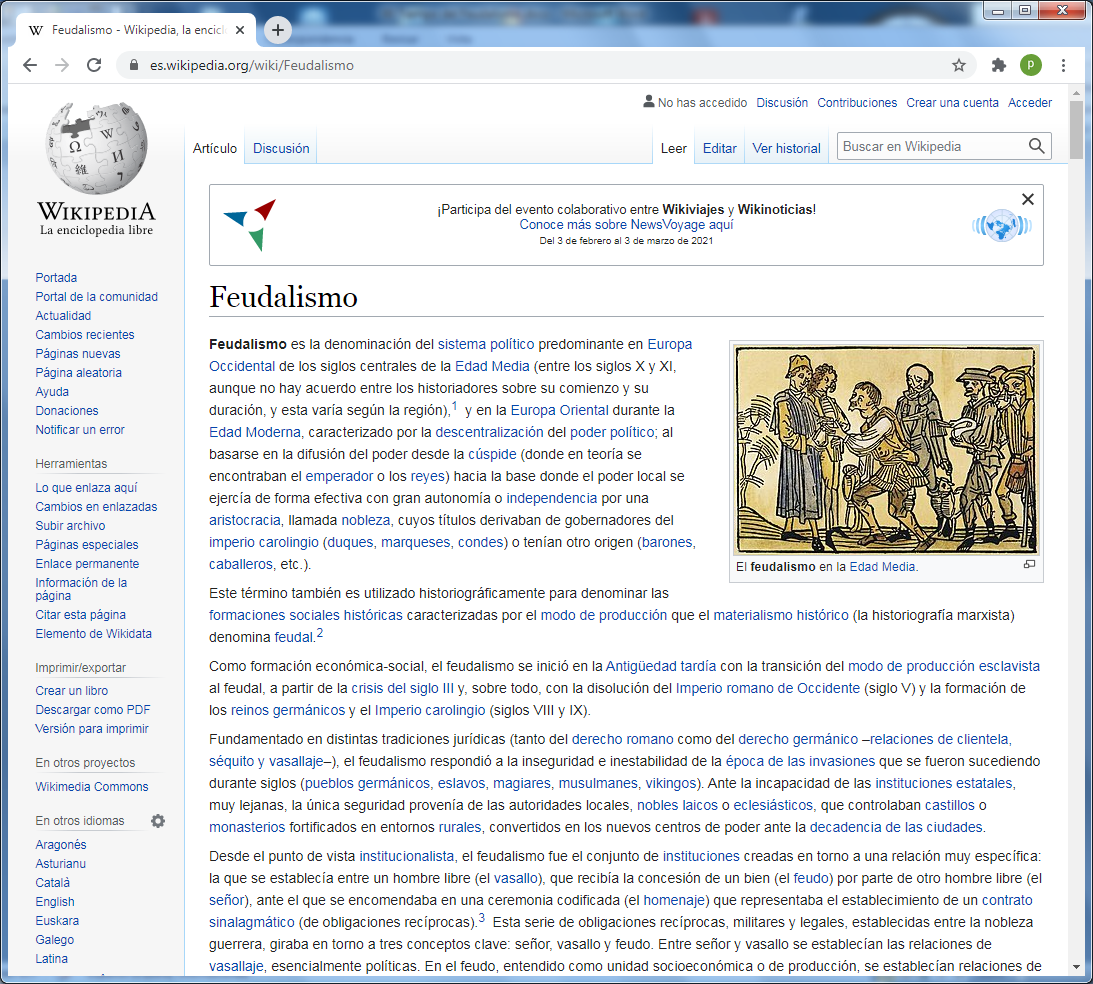 Feudalismo - Wikipedia, la encicl
es.wikipedia.org/wiki/Feudalismo
P
No han accedido Discusión Contribuciones Crear una cuenta Acceder
Artículo Discusión Leer Editar Ver historial Buscar en Wikipedia
WIKIPEDIA
La enciclopedia libre
Portada
Portal de la comunidad
Actualidad
Cambios recientes
Páginas nuevas
Página aleatoria
Ayuda
Donaciones
Notificar un error
Herramientas
Lo que enlaza aquí
Cambios en enlazadas
Subir archivo
Páginas especiales
Enlace permanente
Información de la
página
Citar esta página
Elemento de Wikidata
Imprimir/exportar
Crear un libro
Descargar como PDF
Versión para imprimir
En otros proyectos
Wikimedia Commons
En otros idiomas
Aragonés
Asturianu
Català
English
Euskara
Galego
Latina
¡Participa del evento colaborativo entre Wikiviajes y Wikinoticias!
Conoce más sobre NewsVoyage aquí
Del 3 de febrero al 3 de marzo de 2021
Feudalismo
Feudalismo es la denominación del sistema político predominante en Europa
Occidental de los siglos centrales de la Edad Media (entre los siglos X y XI,
aunque no hay acuerdo entre los historiadores sobre su comienzo y su
duración, y esta varía según la región),1 y en la Europa Oriental durante la
Edad Moderna, caracterizado por la descentralización del poder político; al
basarse en la difusión del poder desde la cúspide (donde en teoría se
encontraban el emperador o los reyes) hacia la base donde el poder local se
ejercía de forma efectiva con gran autonomía o independencia por una
aristocracia, llamada nobleza, cuyos títulos derivaban de gobernadores del
imperio carolingio (duques, marqueses, condes) o tenían otro origen (barones,
caballeros, etc.).
El feudalismo en la Edad Media.
Este término también es utilizado historiográficamente para denominar las
formaciones sociales históricas caracterizadas por el modo de producción que el materialismo histórico (la historiografía marxista)
denomina feudal.2
Como formación económica-social, el feudalismo se inició en la Antigüedad tardía con la transición del modo de producción esclavista
al feudal, a partir de la crisis del siglo III y, sobre todo, con la disolución del Imperio romano de Occidente (siglo V) y la formación de
los reinos germánicos y el Imperio carolingio (siglos VIII y IX).
Fundamentado en distintas tradiciones jurídicas (tanto del derecho romano como del derecho germánico –relaciones de clientela,
séquito y vasallaje–), el feudalismo respondió a la inseguridad e inestabilidad de la época de las invasiones que se fueron sucediendo
durante siglos (pueblos germánicos, eslavos, magiares, musulmanes, vikingos). Ante la incapacidad de las instituciones estatales,
muy lejanas, la única seguridad provenía de las autoridades locales, nobles laicos o eclesiásticos, que controlaban castillos o
monasterios fortificados en entornos rurales, convertidos en los nuevos centros de poder ante la decadencia de las ciudades.
Desde el punto de vista institucionalista, el feudalismo fue el conjunto de instituciones creadas en torno a una relación muy específica:
la que se establecía entre un hombre libre (el vasallo), que recibía la concesión de un bien (el feudo) por parte de otro hombre libre (el
señor), ante el que se encomendaba en una ceremonia codificada (el homenaje) que representaba el establecimiento de un contrato
sinalagmático (de obligaciones recíprocas).3 Esta serie de obligaciones recíprocas, militares y legales, establecidas entre la nobleza
guerrera, giraba en torno a tres conceptos clave: señor, vasallo y feudo. Entre señor y vasallo se establecían las relaciones de
vasallaje, esencialmente políticas. En el feudo, entendido como unidad socioeconómica o de producción, se establecían relaciones de